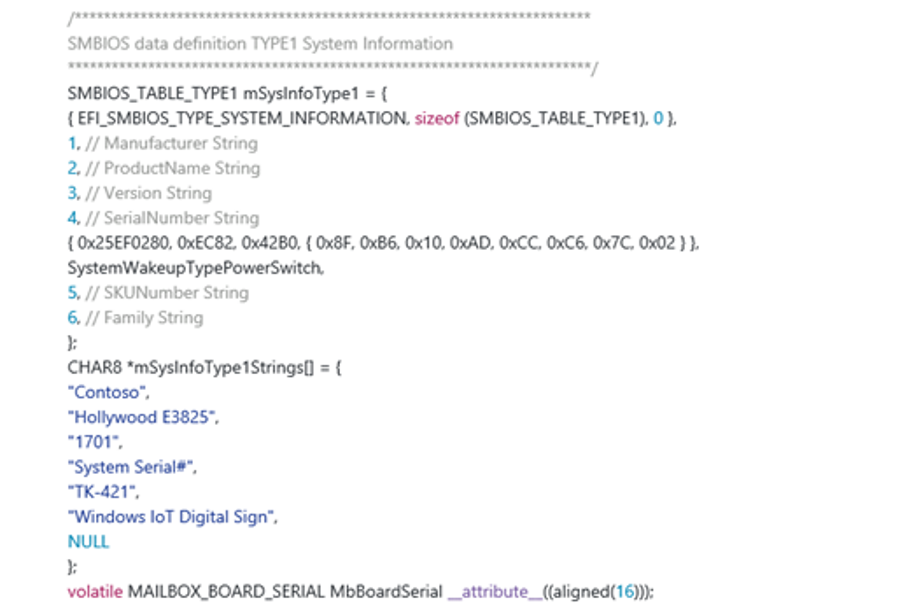 /************************************************************************
SMBIOS data definition TYPE1 System Information
************************************************************************/
SMBIOS_TABLE_TYPE1 mSysInfoType1 = {
{ EFI_SMBIOS_TYPE_SYSTEM_INFORMATION, sizeof (SMBIOS_TABLE_TYPE1), 0 },
1, // Manufacturer String
2, // ProductName String
3, // Version String
4, // SerialNumber String
{ 0x25EF0280, 0xEC82, 0x42B0, { 0x8F, 0xB6, 0x10, 0xAD, 0xCC, 0xC6, 0x7C, 0x02 } },
SystemWakeupTypePowerSwitch,
5, // SKUNumber String
6, // Family String
};
CHAR8 *mSysInfoType1Strings[] = {
"Contoso",
"Hollywood E3825",
"1701",
"System Serial#",
"TK-421",
"Windows IoT Digital Sign",
NULL
};
volatile MAILBOX_BOARD_SERIAL MbBoardSerial __attribute__((aligned(16)));